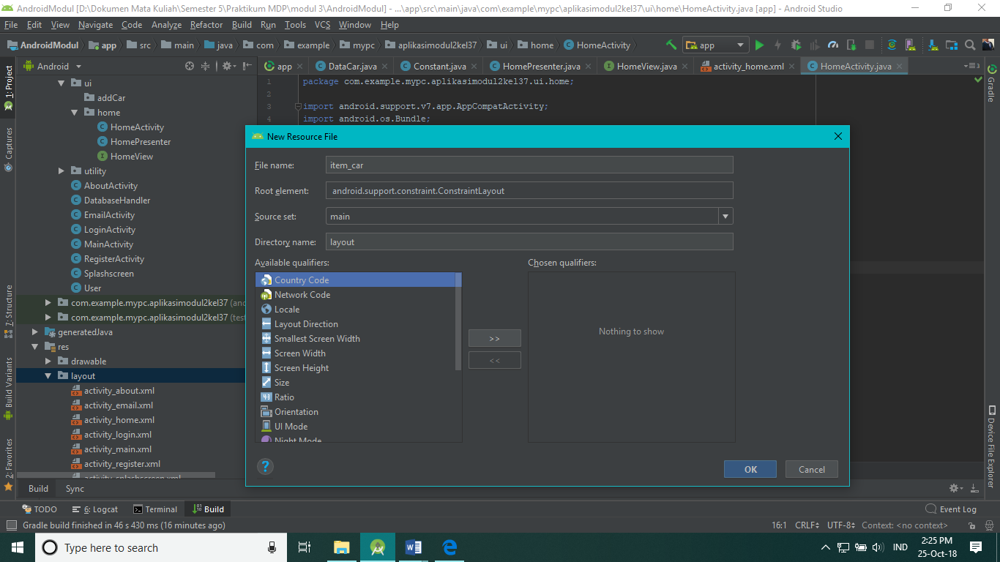 AndroidModul [D:\Dokumen Mata Kuliah\Semester 5\Praktikum MDP\modul 3\AndroidModul] - ...\app\src\main\java\com\example\mypc\aplikasimodul2kel37\ui\home\HomeActivity.java [app] - Android Studio
File Edit View Navigate Code Analyze Refactor Build Run Tools VCS Window Help
AndroidModul app src main java com example mypc aplikasimodul2kel37 ui home HomeActivity app
Android
app DataCar.java Constant.java HomePresenter.java HomeView.java activity_home.xml HomeActivity.java
1: Project
Captures
7: Structure
Build Variants
2: Favorites
ui
addCar
home
HomeActivity
HomePresenter
HomeView
utility
AboutActivity
DatabaseHandler
EmailActivity
LoginActivity
MainActivity
RegisterActivity
Splashscreen
User
com.example.mypc.aplikasimodul2kel37 (and
com.example.mypc.aplikasimodul2kel37 (test
generatedJava
res
drawable
layout
activity_about.xml
activity_email.xml
activity_home.xml
activity_login.xml
activity_main.xml
activity_register.xml
activity_splashscreen.xml
1 package com.example.mypc.aplikasimodul2kel37.ui.home;
2
3 import android.support.v7.app.AppCompatActivity;
4 import android.os.Bundle;
New Resource File
File name: item_car
Root element: android.support.constraint.ConstraintLayout
Source set: main
Directory name: layout
Available qualifiers: Chosen qualifiers:
Country Code
Network Code
Locale
Layout Direction
Smallest Screen Width
Screen Width
Screen Height
Size
Ratio
Orientation
UI Mode
Night Mode
>>
<<
Nothing to show
?
OK Cancel
3
Gradle
Device File Explorer
Build Sync
TODO 6: Logcat Terminal Build Event Log
Gradle build finished in 46 s 430 ms (16 minutes ago) 16:1 CRLF UTF-8 Context: <no context>
Type here to search
IND
2:25 PM
25-Oct-18